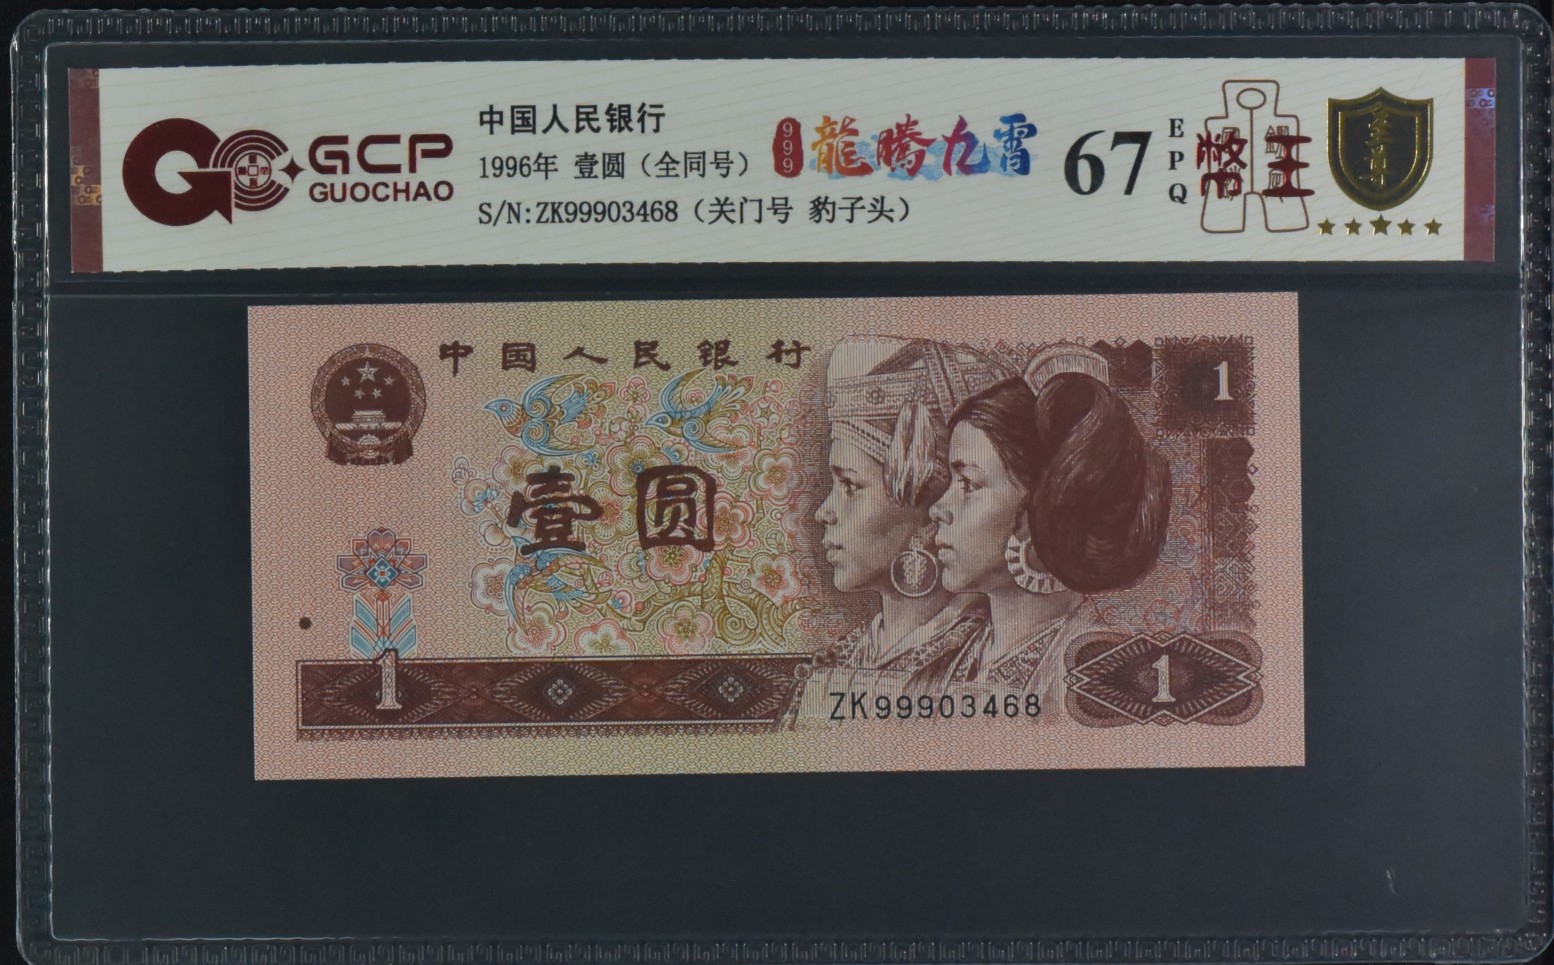 GCP
GUOCHAO
中国人民银行
1996年 壹圆（全同号）
S/N:ZK99903468（关门号 豹子头）
999
龍騰九霄
67
EPQ
中国人民银行
壹圆
1
1
1
ZK99903468